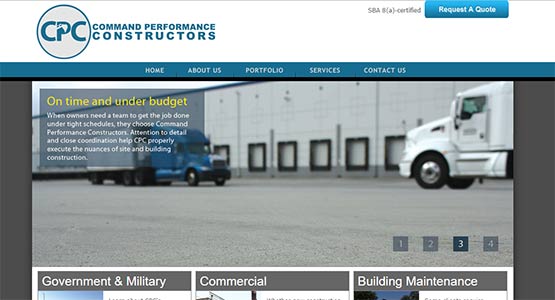 CPC COMMAND PERFORMANCE
CONSTRUCTORS
SBA 8(a)-certified
Request A Quote
HOME ABOUT US PORTFOLIO SERVICES CONTACT US
On time and under budget
When owners need a team to get the job done
under tight schedules, they choose Command
Performance Constructors. Attention to detail
and close coordination help CPC properly
execute the nuances of site and building
construction.
1 2 3 4
Government & Military Commercial Building Maintenance